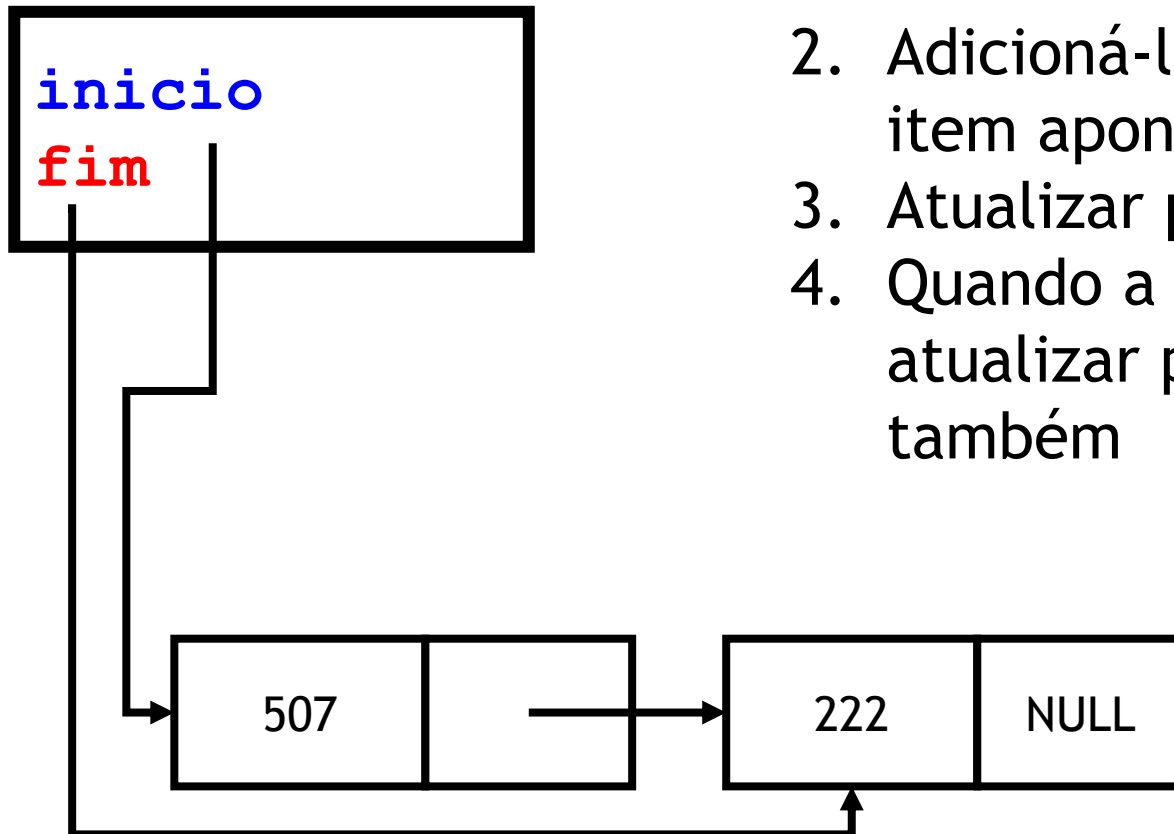 inicio
fim
2. Adicioná-l
item apon
3. Atualizar p
4. Quando a
atualizar p
também
507
222 NULL